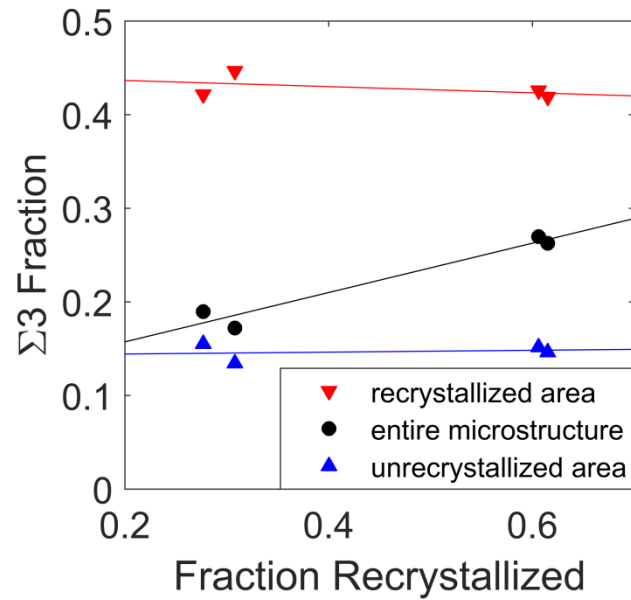 0.5
0.4
0.3
0.2
0.1
0
Σ3 Fraction
recrystallized area
entire microstructure
unrecrystallized area
0.2 0.4 0.6
Fraction Recrystallized